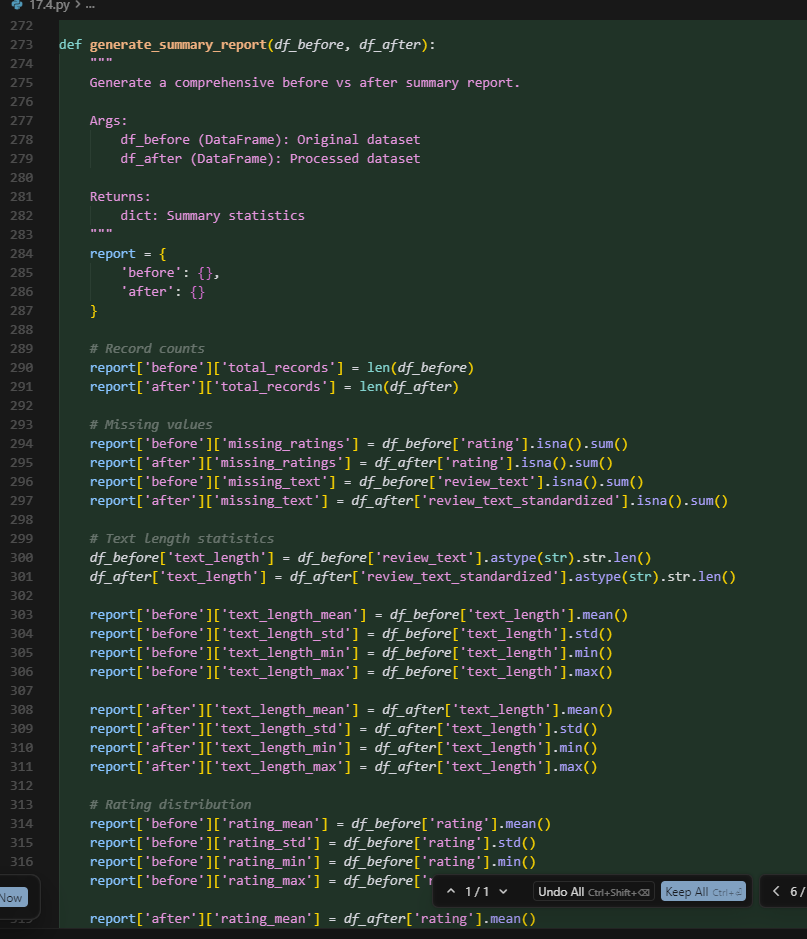 17.4.py > ...
272
273 def generate_summary_report(df_before, df_after):
274     """
275     Generate a comprehensive before vs after summary report.
276
277     Args:
278         df_before (DataFrame): Original dataset
279         df_after (DataFrame): Processed dataset
280
281     Returns:
282         dict: Summary statistics
283     """
284     report = {
285         'before': {},
286         'after': {}
287     }
288
289     # Record counts
290     report['before']['total_records'] = len(df_before)
291     report['after']['total_records'] = len(df_after)
292
293     # Missing values
294     report['before']['missing_ratings'] = df_before['rating'].isna().sum()
295     report['after']['missing_ratings'] = df_after['rating'].isna().sum()
296     report['before']['missing_text'] = df_before['review_text'].isna().sum()
297     report['after']['missing_text'] = df_after['review_text_standardized'].isna().sum()
298
299     # Text length statistics
300     df_before['text_length'] = df_before['review_text'].astype(str).str.len()
301     df_after['text_length'] = df_after['review_text_standardized'].astype(str).str.len()
302
303     report['before']['text_length_mean'] = df_before['text_length'].mean()
304     report['before']['text_length_std'] = df_before['text_length'].std()
305     report['before']['text_length_min'] = df_before['text_length'].min()
306     report['before']['text_length_max'] = df_before['text_length'].max()
307
308     report['after']['text_length_mean'] = df_after['text_length'].mean()
309     report['after']['text_length_std'] = df_after['text_length'].std()
310     report['after']['text_length_min'] = df_after['text_length'].min()
311     report['after']['text_length_max'] = df_after['text_length'].max()
312
313     # Rating distribution
314     report['before']['rating_mean'] = df_before['rating'].mean()
315     report['before']['rating_std'] = df_before['rating'].std()
316     report['before']['rating_min'] = df_before['rating'].min()
report['before']['rating_max'] = df_before['r
1/1 Undo All Ctrl+Shift+⌫ Keep All Ctrl+⏎ 6/
Now
report['after']['rating_mean'] = df_after['rating'].mean()